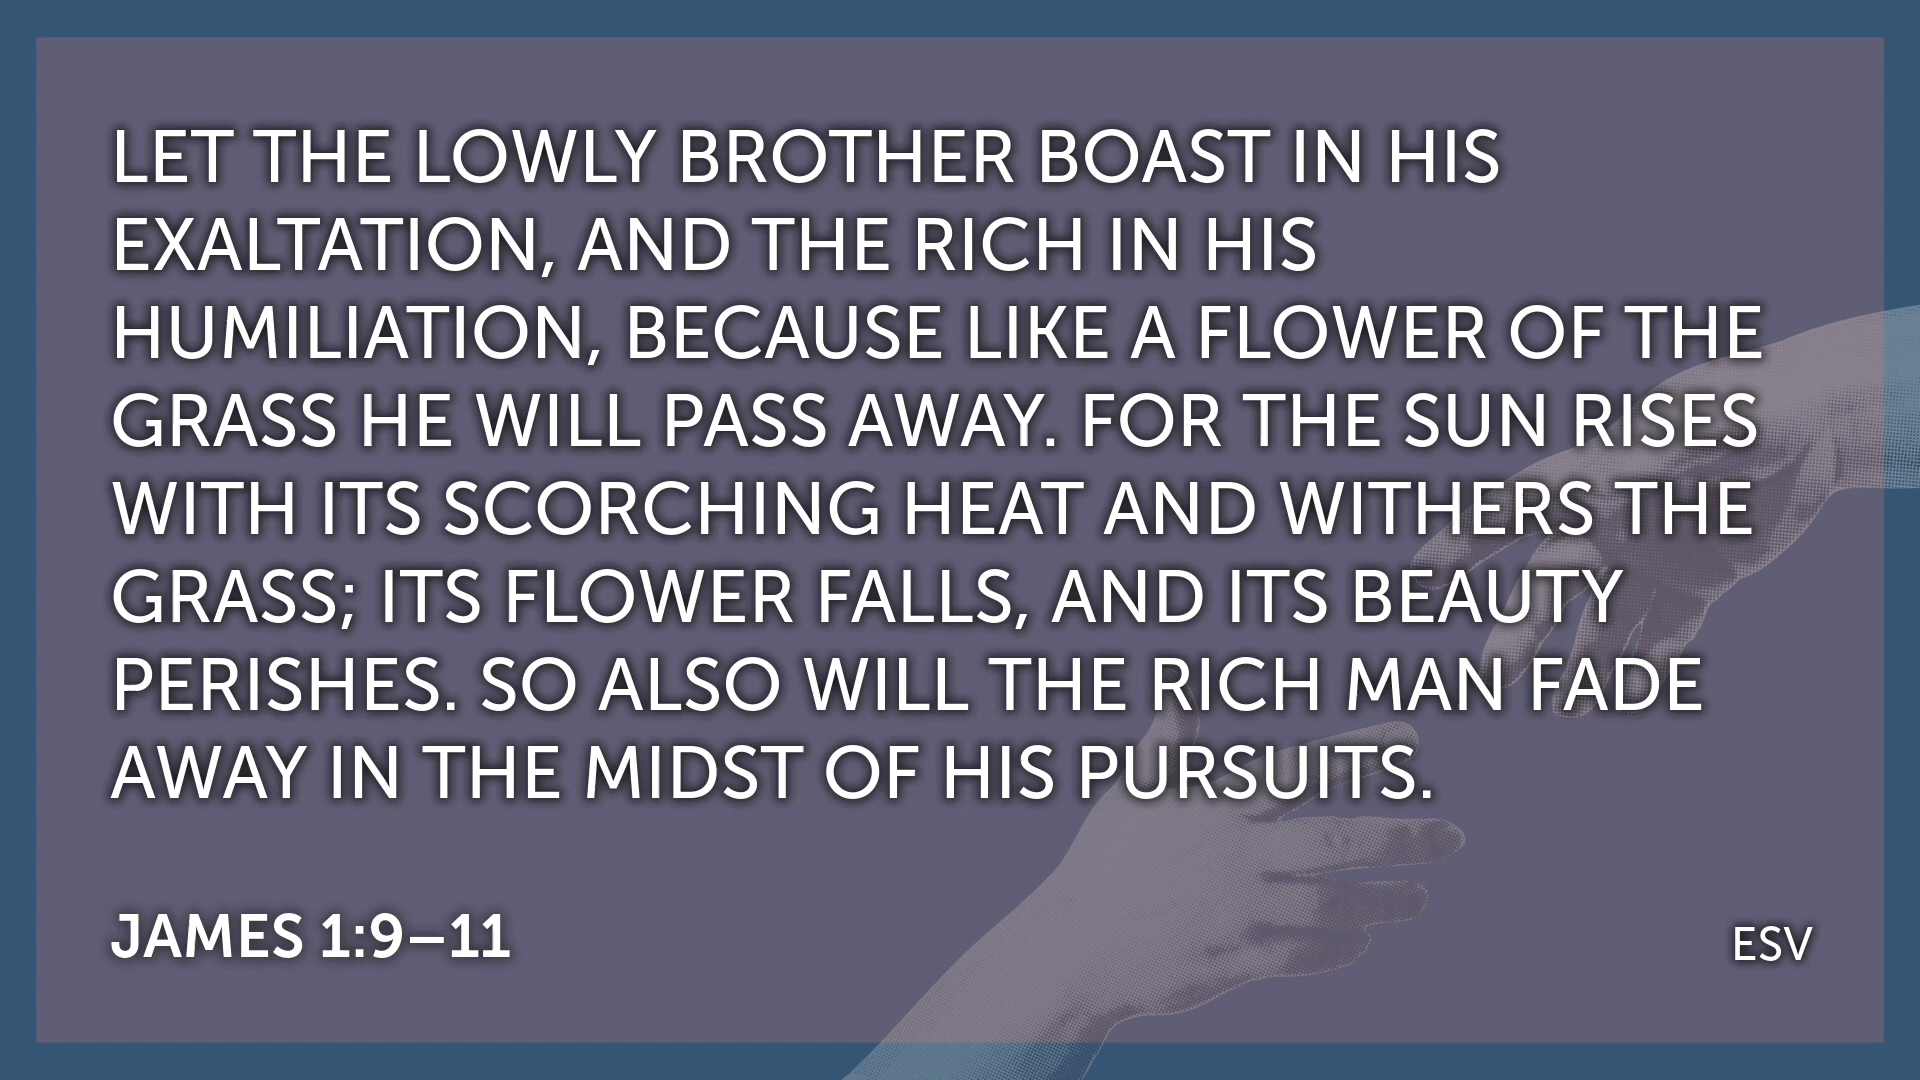 LET THE LOWLY BROTHER BOAST IN HIS
EXALTATION, AND THE RICH IN HIS
HUMILIATION, BECAUSE LIKE A FLOWER OF THE
GRASS HE WILL PASS AWAY. FOR THE SUN RISES
WITH ITS SCORCHING HEAT AND WITHERS THE
GRASS; ITS FLOWER FALLS, AND ITS BEAUTY
PERISHES. SO ALSO WILL THE RICH MAN FADE
AWAY IN THE MIDST OF HIS PURSUITS.
JAMES 1:9–11
ESV